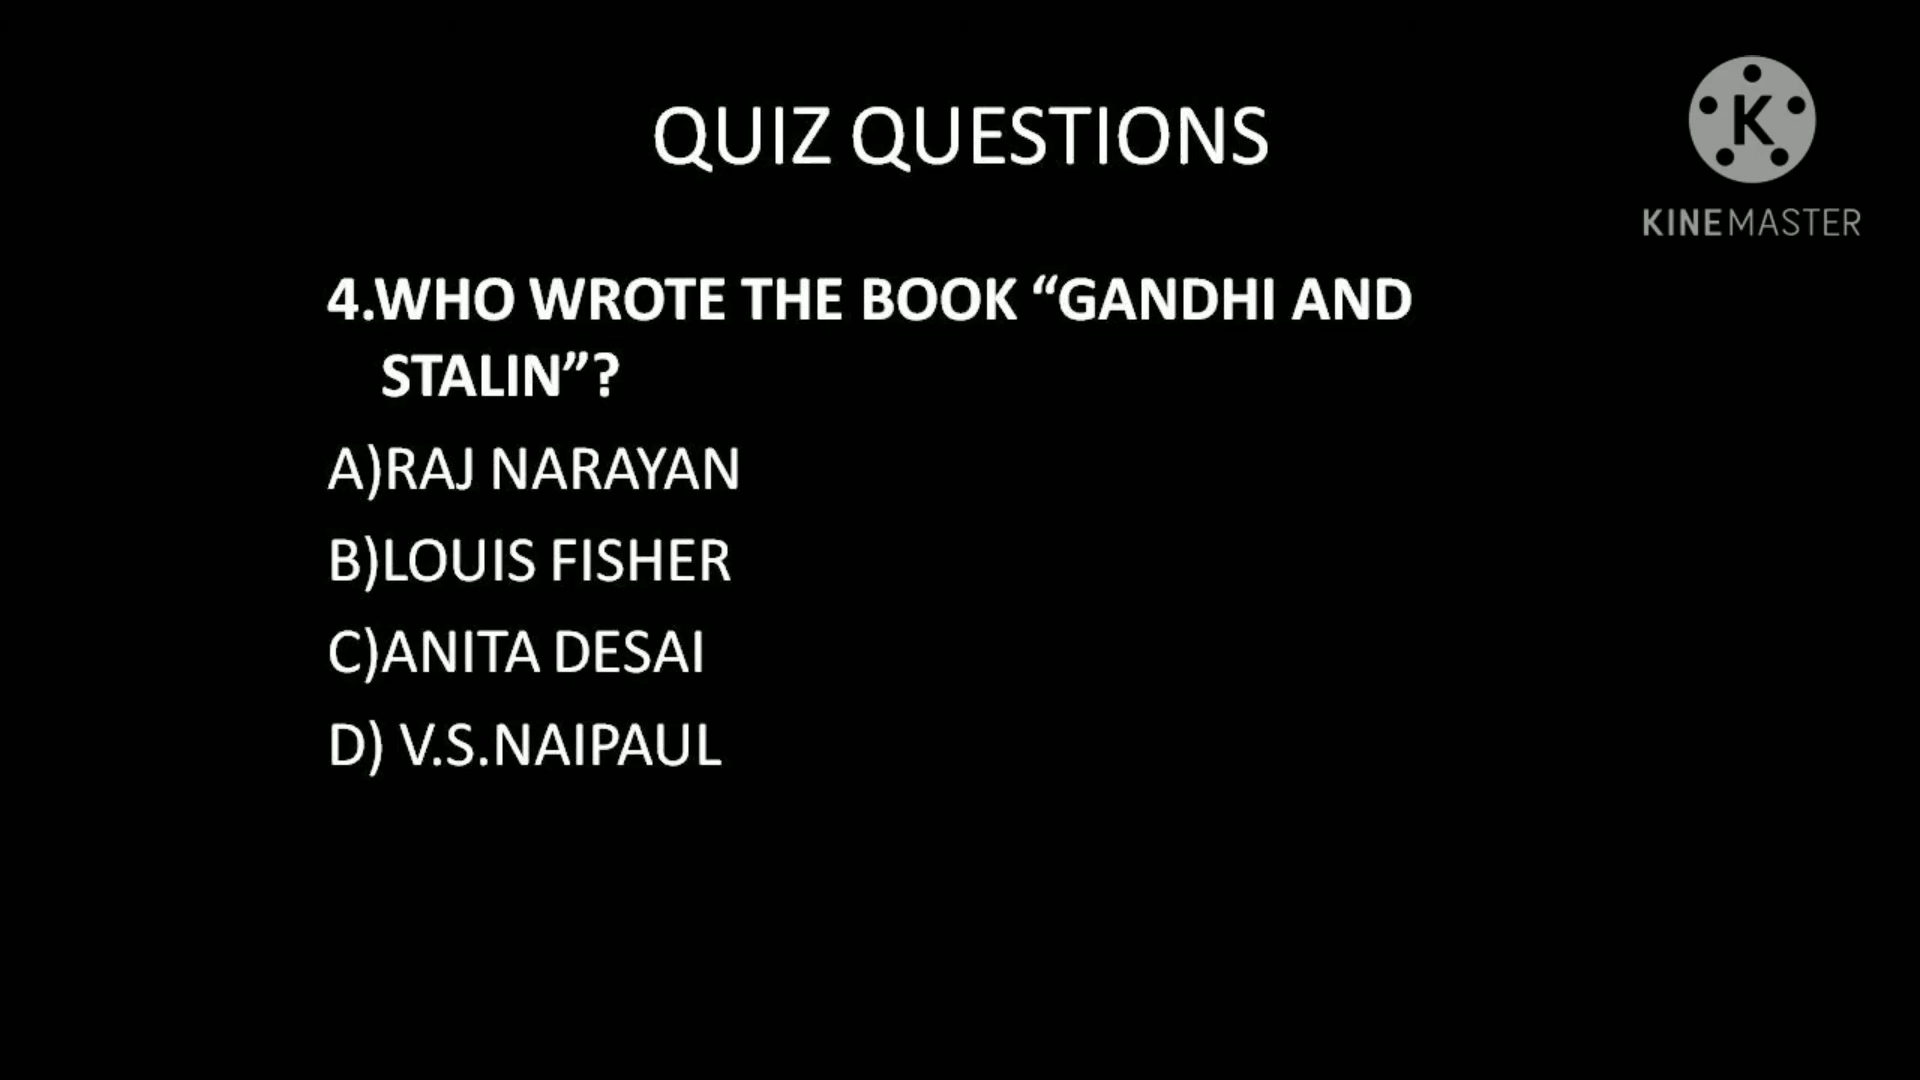 QUIZ QUESTIONS
K
KINEMASTER
4.WHO WROTE THE BOOK “GANDHI AND
STALIN”?
A)RAJ NARAYAN
B)LOUIS FISHER
C)ANITA DESAI
D) V.S.NAIPAUL